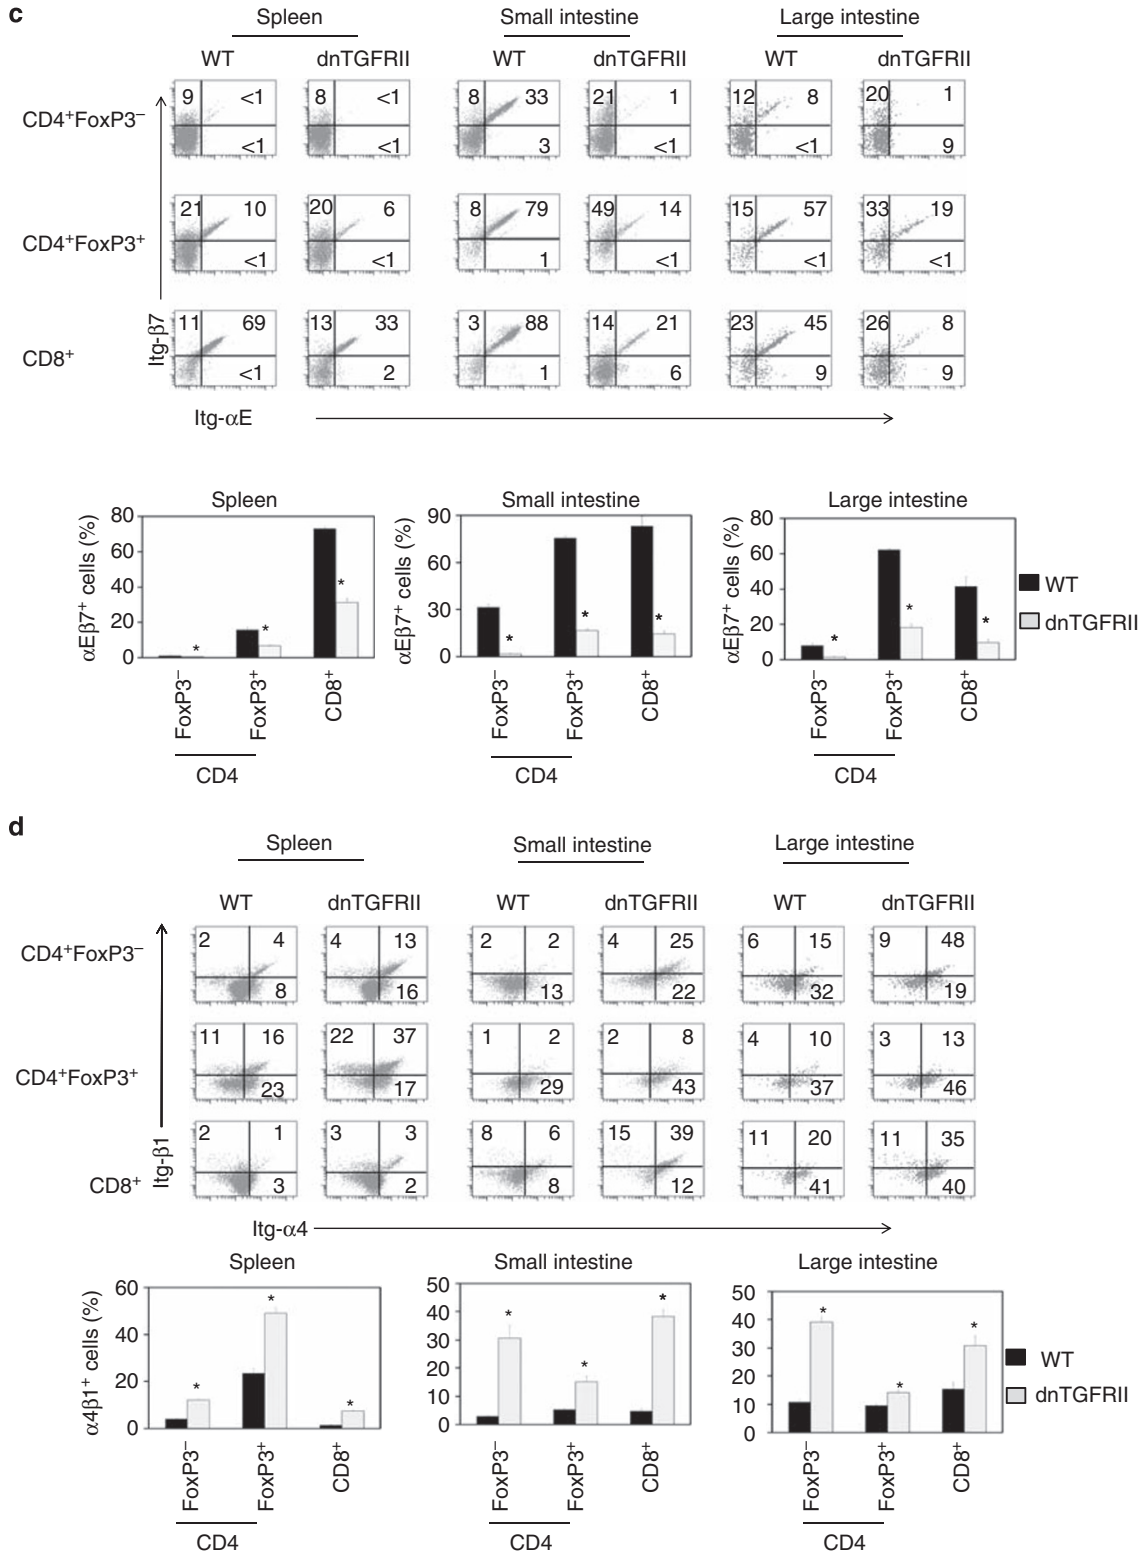 c
Spleen Small intestine Large intestine
WT dnTGFRII WT dnTGFRII WT dnTGFRII
CD4+FoxP3−
9 <1 8 <1 8 33 21 1 12 8 20 1
<1 <1 3 <1 <1 9
CD4+FoxP3+
21 10 20 6 8 79 49 14 15 57 33 19
<1 <1 1 <1 <1 <1
CD8+
11 69 13 33 3 88 14 21 23 45 26 8
<1 2 1 6 9 9
Itg-β7
Itg-αE
Spleen
αEβ7+ cells (%)
80
60
40
20
0
* * *
FoxP3− FoxP3+ CD8+
CD4
Small intestine
αEβ7+ cells (%)
90
60
30
0
* * *
FoxP3− FoxP3+ CD8+
CD4
Large intestine
αEβ7+ cells (%)
80
60
40
20
0
* * *
FoxP3− FoxP3+ CD8+
CD4
WT
dnTGFRII
d
Spleen Small intestine Large intestine
WT dnTGFRII WT dnTGFRII WT dnTGFRII
CD4+FoxP3−
2 4 4 13 2 2 4 25 6 15 9 48
8 16 13 22 32 19
CD4+FoxP3+
11 16 22 37 1 2 2 8 4 10 3 13
23 17 29 43 37 46
CD8+
2 1 3 3 8 6 15 39 11 20 11 35
3 2 8 12 41 40
Itg-β1
Itg-α4
Spleen
α4β1+ cells (%)
60
40
20
0
* * *
FoxP3− FoxP3+ CD8+
CD4
Small intestine
50
40
30
20
10
0
* * *
FoxP3− FoxP3+ CD8+
CD4
Large intestine
50
40
30
20
10
0
* * *
FoxP3− FoxP3+ CD8+
CD4
WT
dnTGFRII